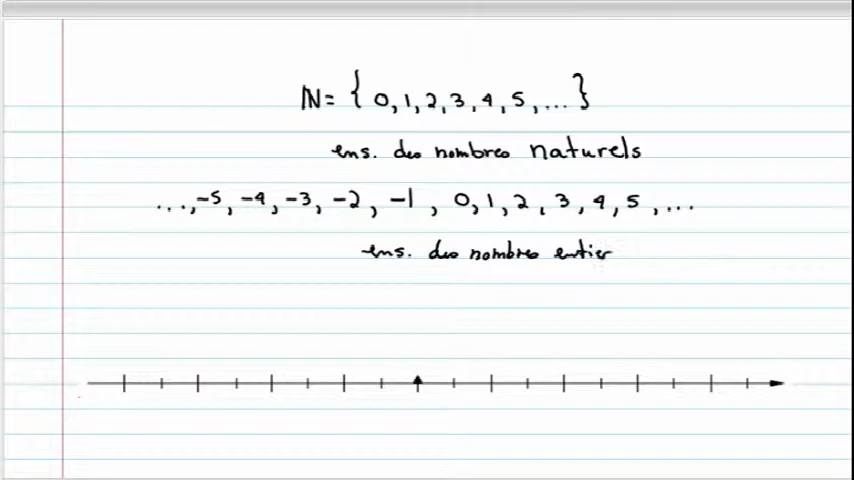 ℕ = { 0, 1, 2, 3, 4, 5, ... }
ens. des nombres naturels
..., -5, -4, -3, -2, -1, 0, 1, 2, 3, 4, 5, ...
ens. des nombres entier